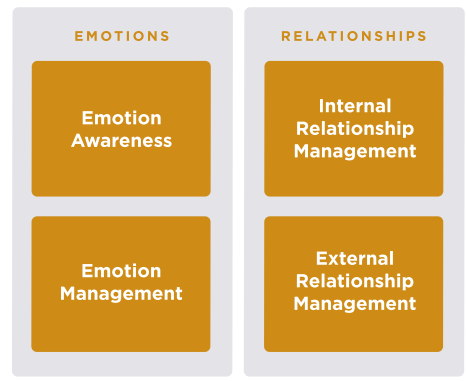 EMOTIONS
Emotion
Awareness
Emotion
Management
RELATIONSHIPS
Internal
Relationship
Management
External
Relationship
Management